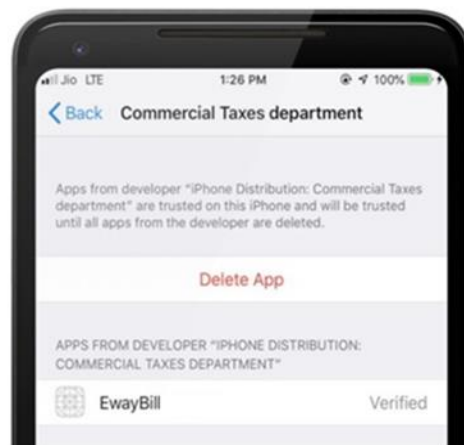 Jio LTE 1:26 PM 100%
Back Commercial Taxes department
Apps from developer "iPhone Distribution: Commercial Taxes
department" are trusted on this iPhone and will be trusted
until all apps from the developer are deleted.
Delete App
APPS FROM DEVELOPER "IPHONE DISTRIBUTION:
COMMERCIAL TAXES DEPARTMENT"
EwayBill Verified